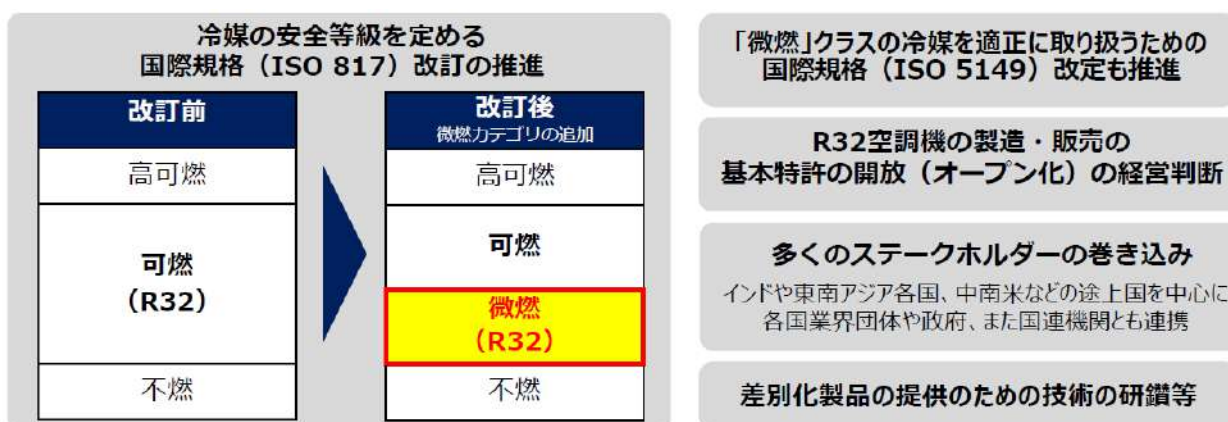 冷媒の安全等級を定める
国際規格（ISO 817）改訂の推進
改訂前
高可燃
可燃
（R32）
不燃
改訂後
微燃カテゴリの追加
高可燃
可燃
微燃
（R32）
不燃
「微燃」クラスの冷媒を適正に取り扱うための
国際規格（ISO 5149）改定も推進
R32空調機の製造・販売の
基本特許の開放（オープン化）の経営判断
多くのステークホルダーの巻き込み
インドや東南アジア各国、中南米などの途上国を中心に
各国業界団体や政府、また国連機関とも連携
差別化製品の提供のための技術の研鑽等